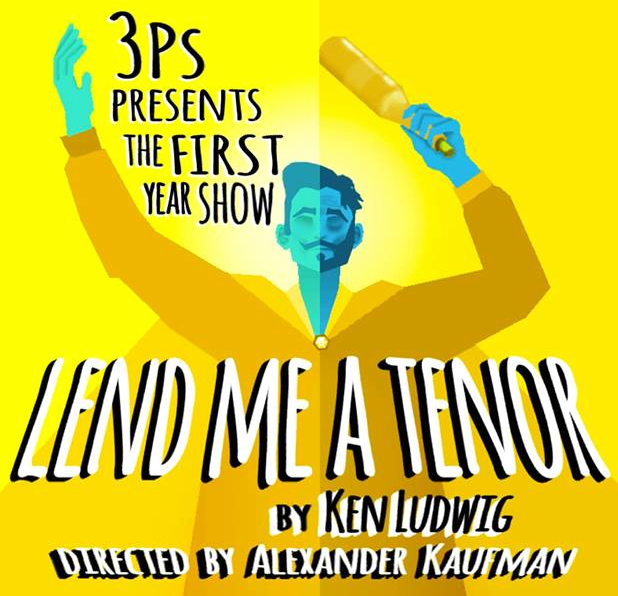 3PS
PRESENTS
THE FIRST
YEAR SHOW
LEND ME A TENOR
BY KEN LUDWIG
DIRECTED BY ALEXANDER KAUFMAN